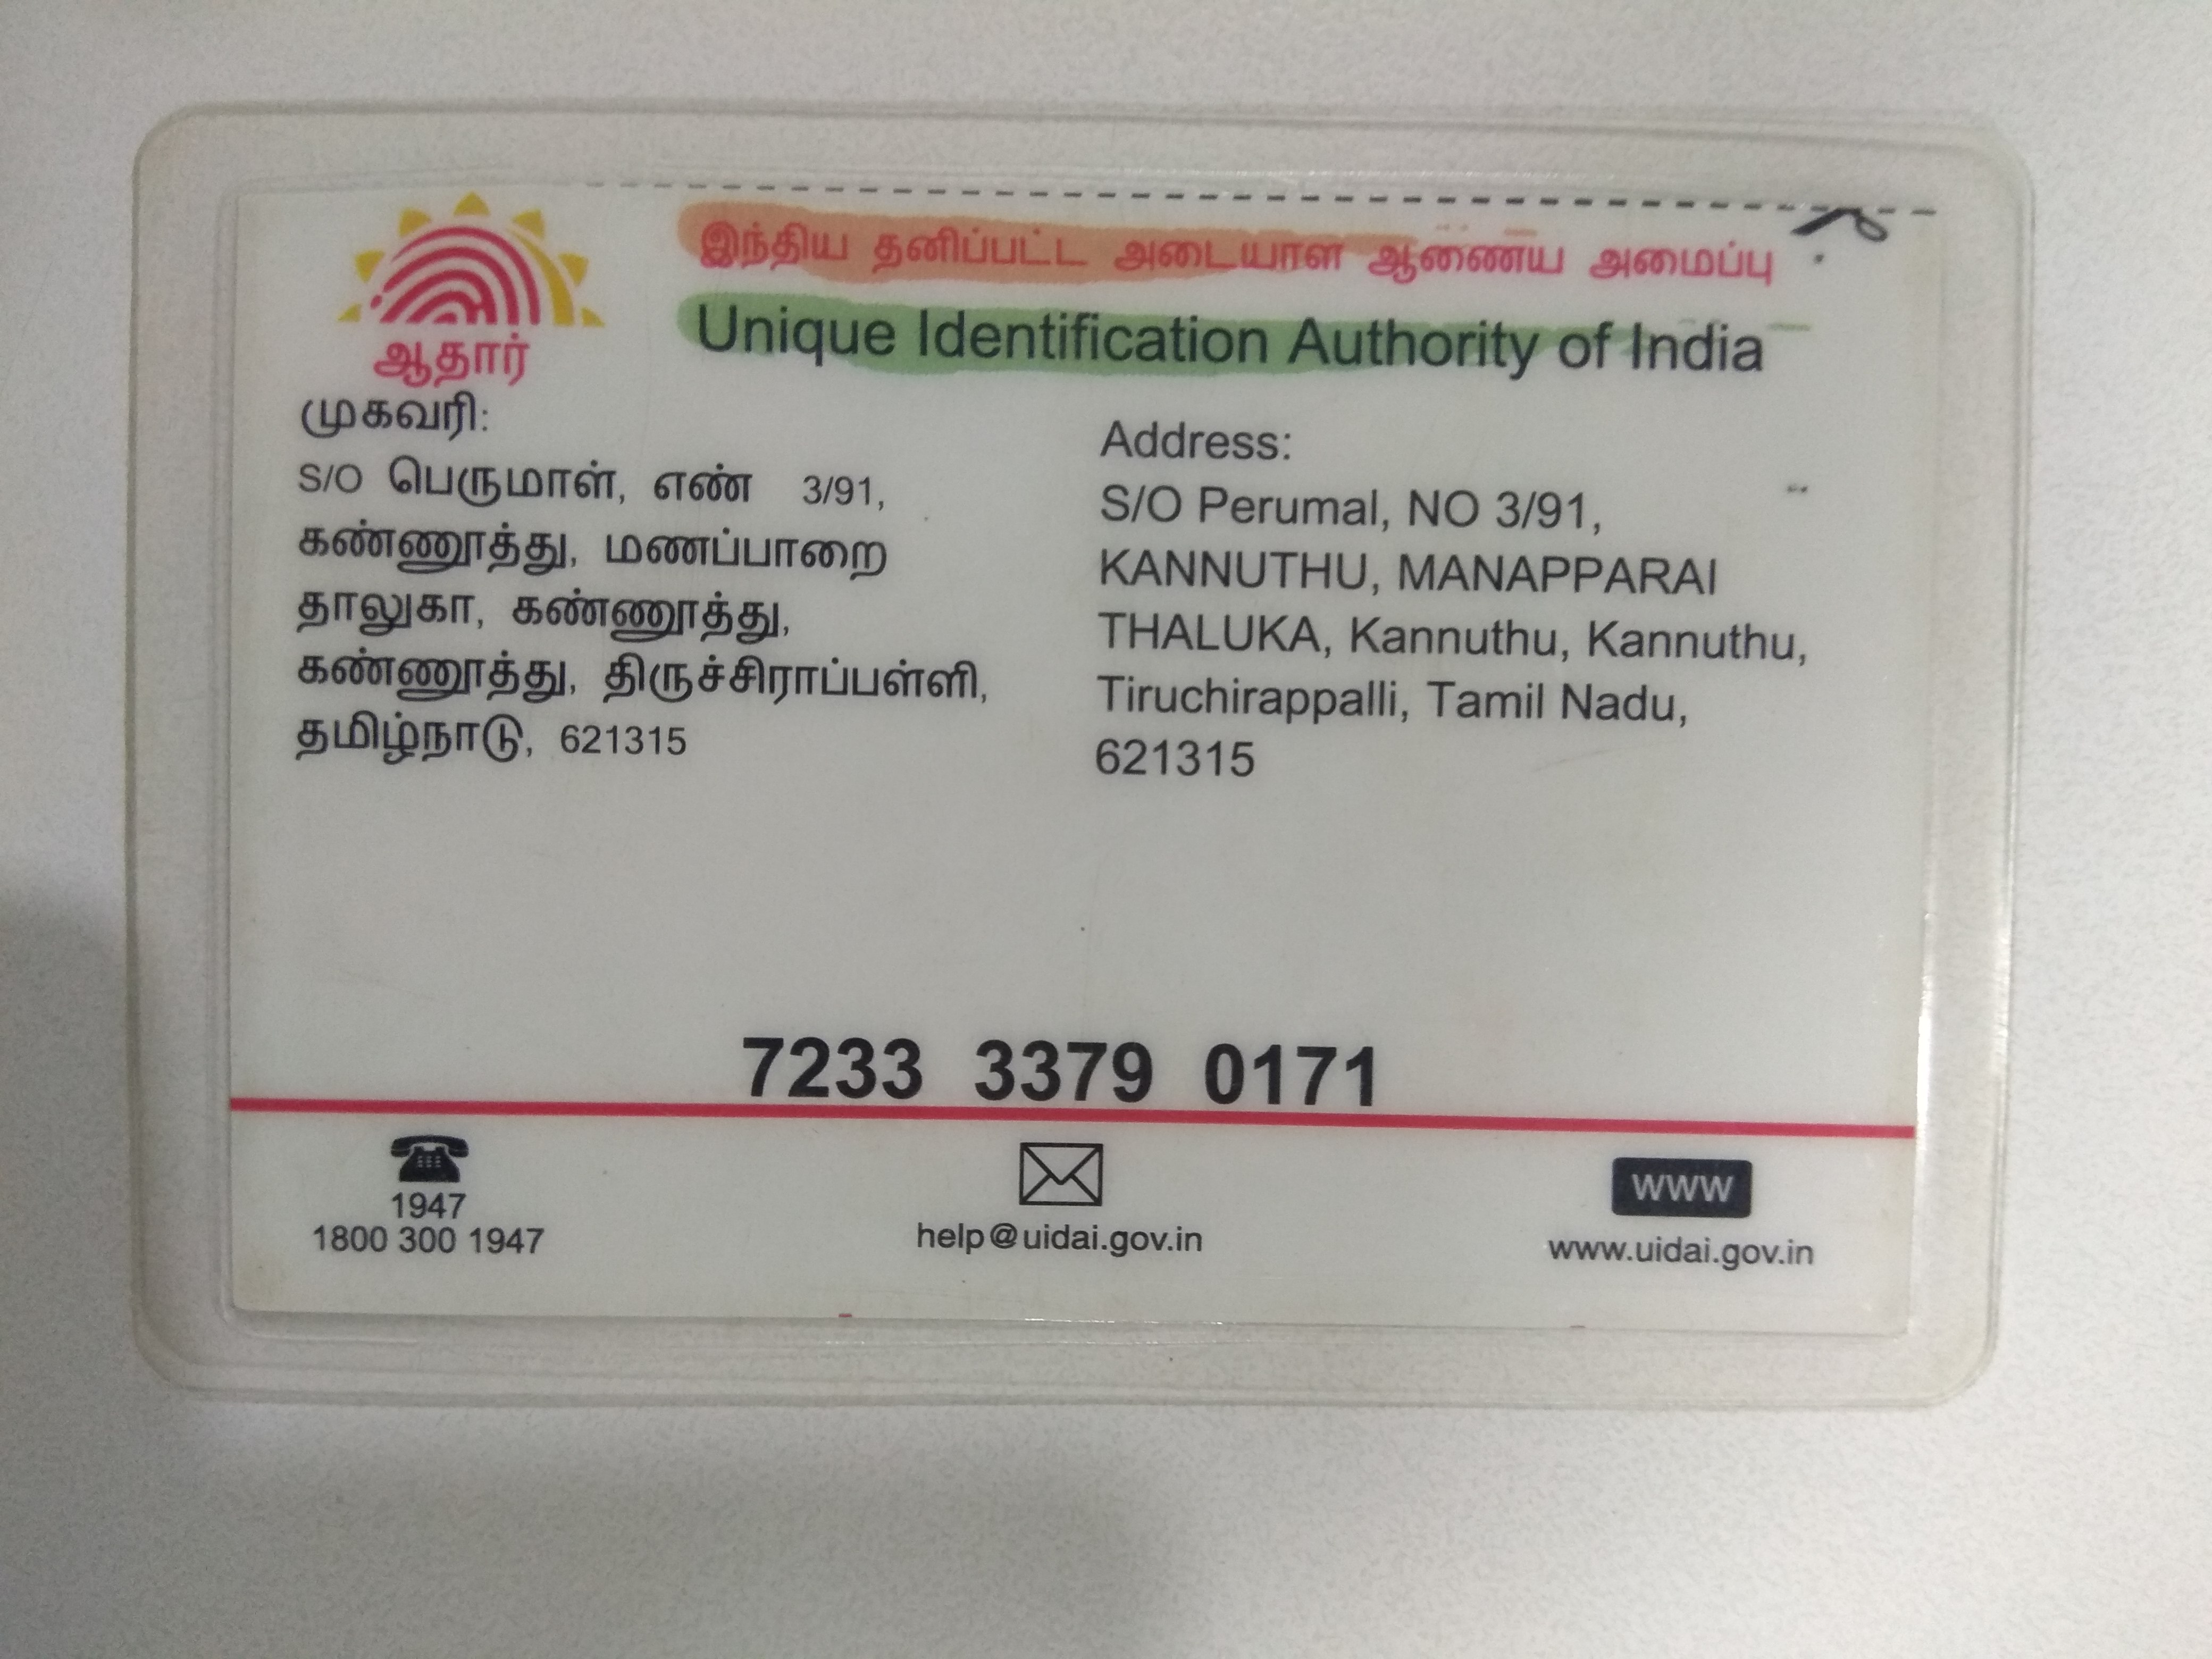 இந்திய தனிப்பட்ட அடையாள ஆணைய அமைப்பு
Unique Identification Authority of India
ஆதார்
முகவரி:
S/O பெருமாள், எண் 3/91,
கண்ணூத்து, மணப்பாறை
தாலுகா, கண்ணூத்து,
கண்ணூத்து, திருச்சிராப்பள்ளி,
தமிழ்நாடு, 621315
Address:
S/O Perumal, NO 3/91,
KANNUTHU, MANAPPARAI
THALUKA, Kannuthu, Kannuthu,
Tiruchirappalli, Tamil Nadu,
621315
7233 3379 0171
1947
1800 300 1947
help@uidai.gov.in
WWW
www.uidai.gov.in